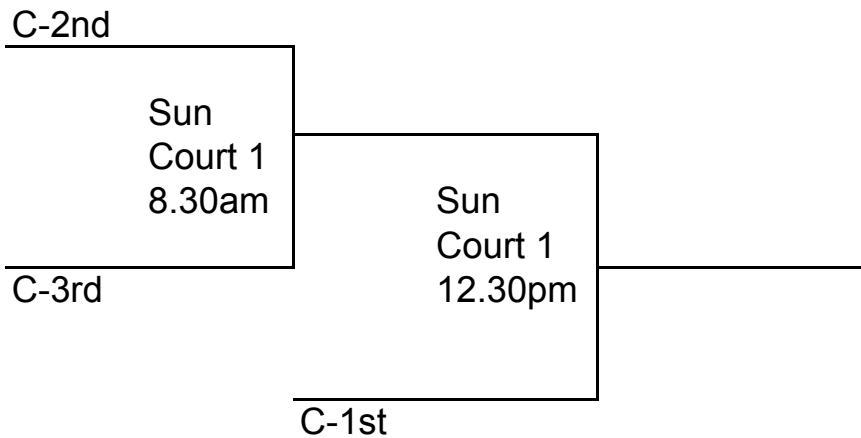 C-2nd
Sun
Court 1
8.30am
C-3rd
Sun
Court 1
12.30pm
C-1st